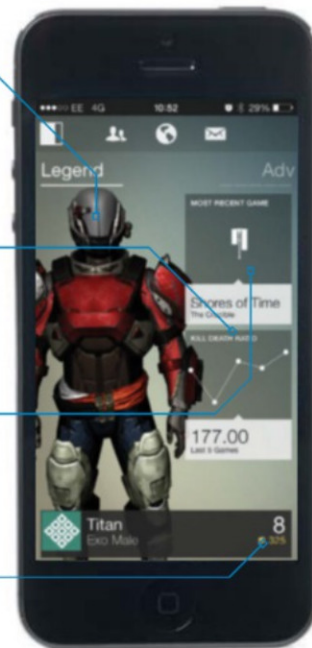 EE 4G 10:52 29%
Legend Adv
MOST RECENT GAME
Shores of Time
The Crucible
KILL DEATH RATIO
177.00
Last 5 Games
Titan 8
Exo Male 325